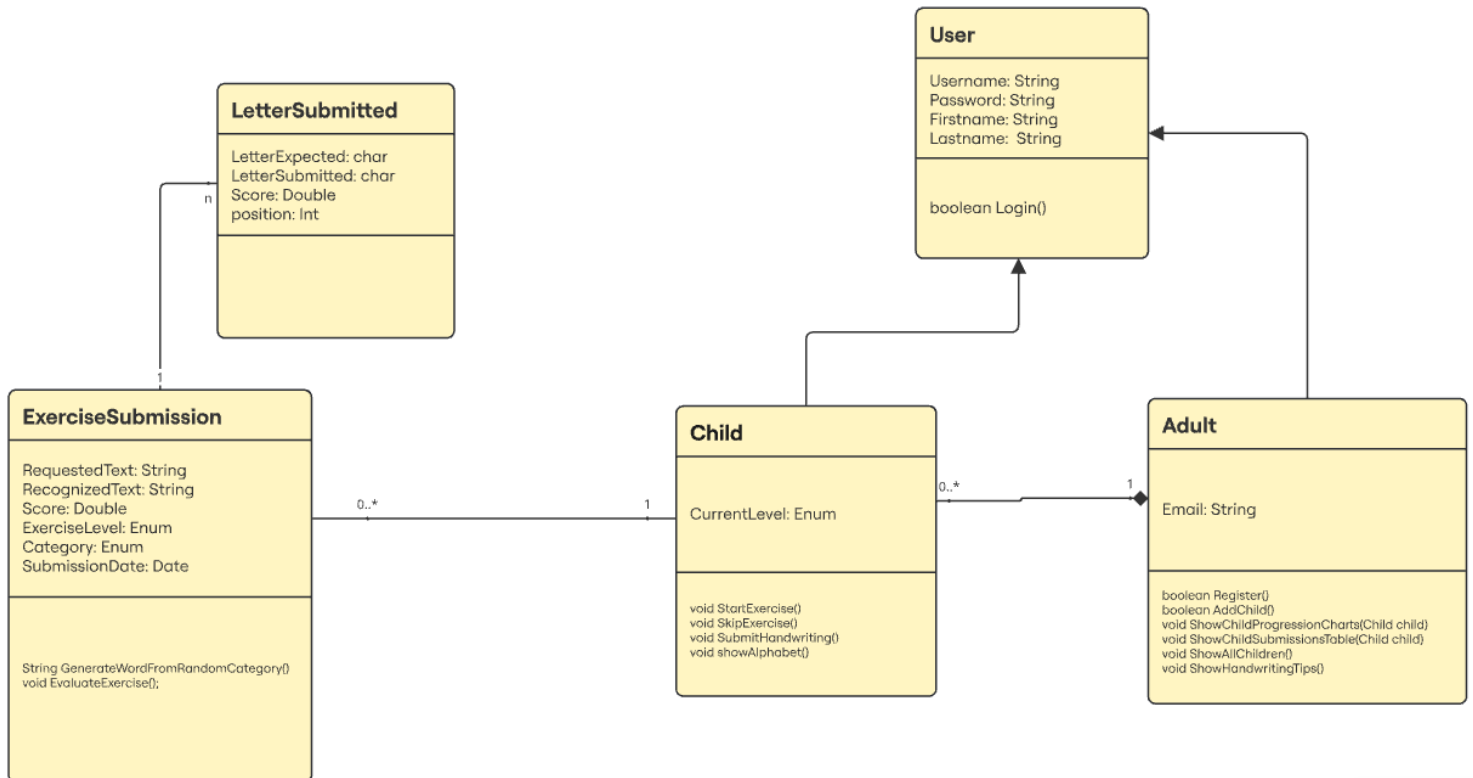 User
Username: String
Password: String
Firstname: String
Lastname: String
boolean Login()
LetterSubmitted
LetterExpected: char
LetterSubmitted: char
Score: Double
position: Int
n
1
ExerciseSubmission
RequestedText: String
RecognizedText: String
Score: Double
ExerciseLevel: Enum
Category: Enum
SubmissionDate: Date
String GenerateWordFromRandomCategory()
void EvaluateExercise();
0..*
1
Child
CurrentLevel: Enum
void StartExercise()
void SkipExercise()
void SubmitHandwriting()
void showAlphabet()
0..*
1
Adult
Email: String
boolean Register()
boolean AddChild()
void ShowChildProgressionCharts(Child child)
void ShowChildSubmissionsTable(Child child)
void ShowAllChildren()
void ShowHandwritingTips()